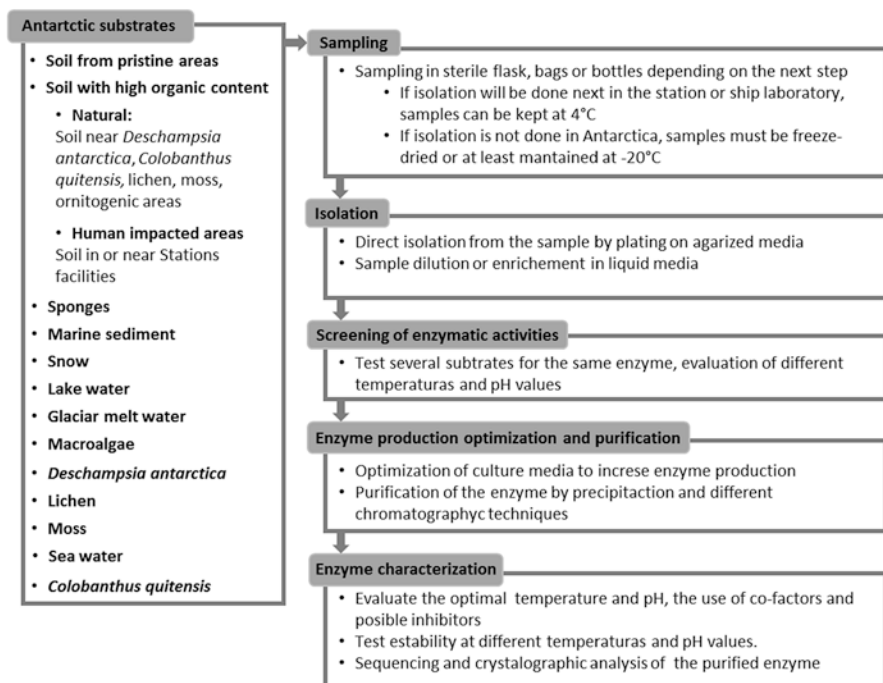 Antartctic substrates
• Soil from pristine areas
• Soil with high organic content
• Natural:
Soil near Deschampsia
antarctica, Colobanthus
quitensis, lichen, moss,
ornitogenic areas
• Human impacted areas
Soil in or near Stations
facilities
• Sponges
• Marine sediment
• Snow
• Lake water
• Glaciar melt water
• Macroalgae
• Deschampsia antarctica
• Lichen
• Moss
• Sea water
• Colobanthus quitensis
Sampling
• Sampling in sterile flask, bags or bottles depending on the next step
• If isolation will be done next in the station or ship laboratory,
samples can be kept at 4°C
• If isolation is not done in Antarctica, samples must be freeze-
dried or at least mantained at -20°C
Isolation
• Direct isolation from the sample by plating on agarized media
• Sample dilution or enrichement in liquid media
Screening of enzymatic activities
• Test several subtrates for the same enzyme, evaluation of different
temperaturas and pH values
Enzyme production optimization and purification
• Optimization of culture media to increse enzyme production
• Purification of the enzyme by precipitaction and different
chromatographyc techniques
Enzyme characterization
• Evaluate the optimal temperature and pH, the use of co-factors and
posible inhibitors
• Test estability at different temperaturas and pH values.
• Sequencing and crystalographic analysis of the purified enzyme